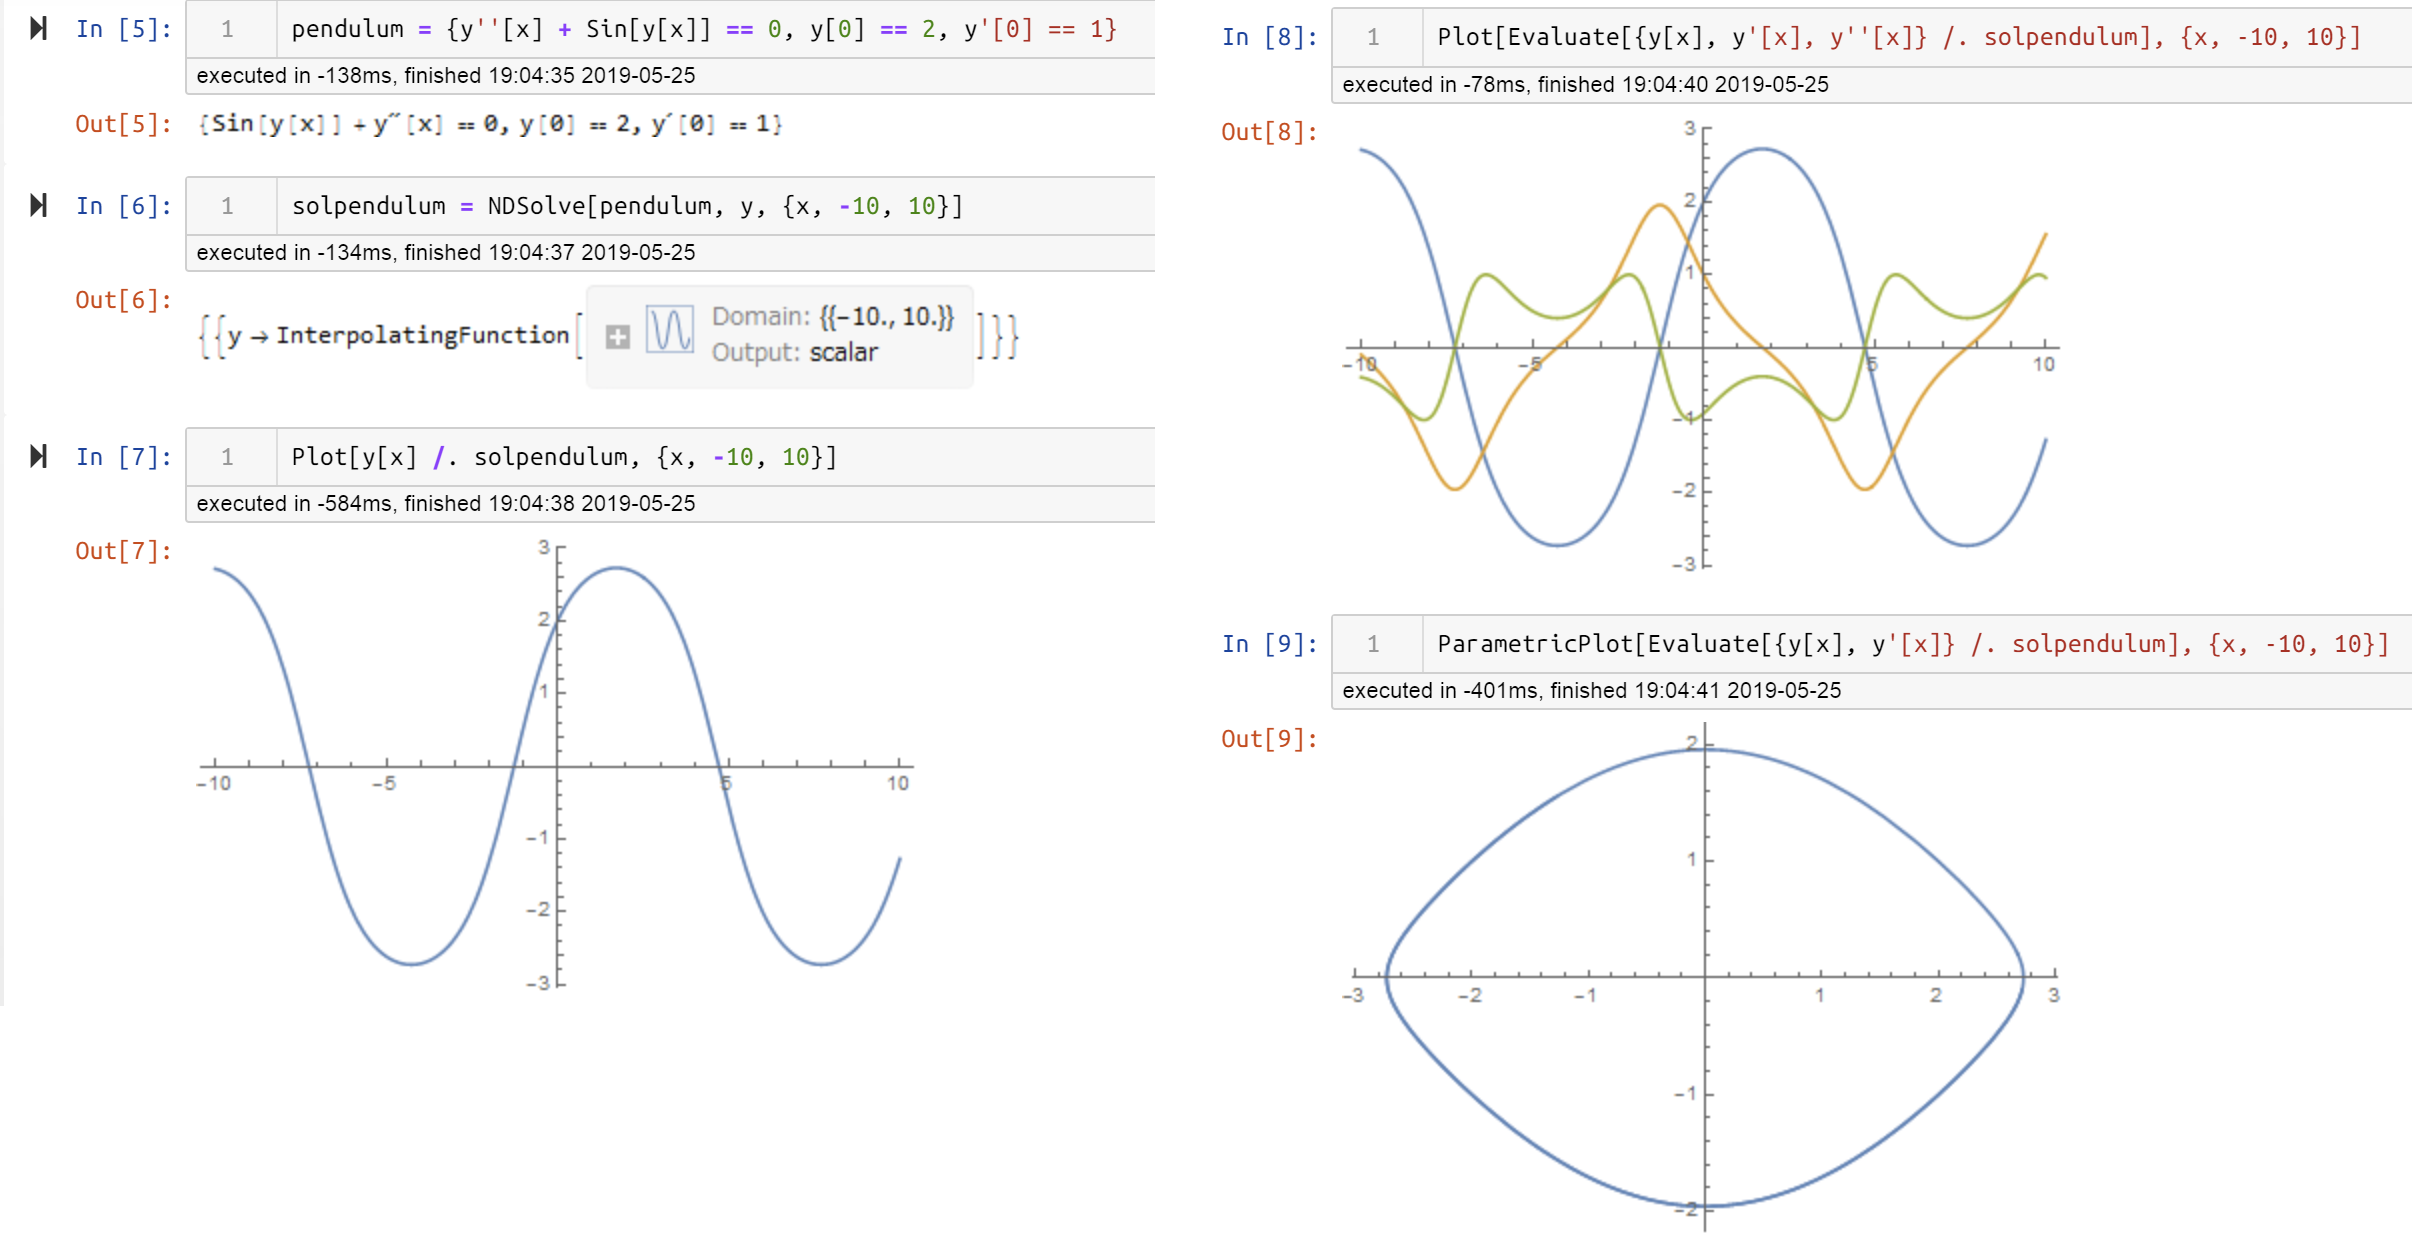 In [5]: 1 pendulum = {y''[x] + Sin[y[x]] == 0, y[0] == 2, y'[0] == 1}
executed in -138ms, finished 19:04:35 2019-05-25
Out[5]: {Sin[y[x]] + y″[x] == 0, y[0] == 2, y′[0] == 1}
In [6]: 1 solpendulum = NDSolve[pendulum, y, {x, -10, 10}]
executed in -134ms, finished 19:04:37 2019-05-25
Out[6]:
{{y → InterpolatingFunction[ Domain: {{-10., 10.}} ]}}
Output: scalar
In [7]: 1 Plot[y[x] /. solpendulum, {x, -10, 10}]
executed in -584ms, finished 19:04:38 2019-05-25
Out[7]:
3
2
1
-10 -5 5 10
-1
-2
-3
In [8]: 1 Plot[Evaluate[{y[x], y'[x], y''[x]} /. solpendulum], {x, -10, 10}]
executed in -78ms, finished 19:04:40 2019-05-25
Out[8]:
3
2
1
-10 -5 5 10
-1
-2
-3
In [9]: 1 ParametricPlot[Evaluate[{y[x], y'[x]} /. solpendulum], {x, -10, 10}]
executed in -401ms, finished 19:04:41 2019-05-25
Out[9]:
2
1
-3 -2 -1 1 2 3
-1
-2